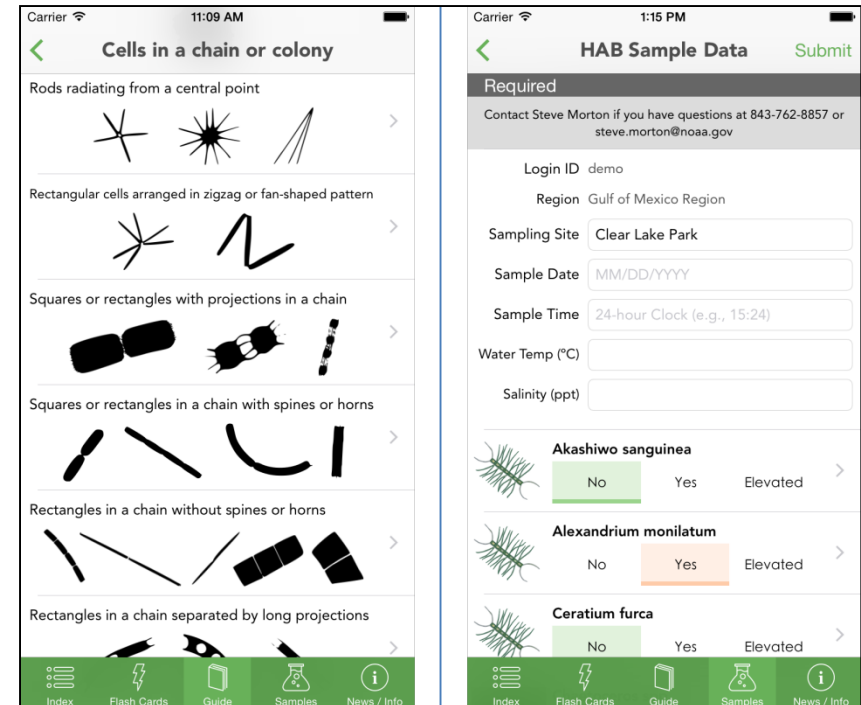 Carrier 11:09 AM
Cells in a chain or colony
Rods radiating from a central point
Rectangular cells arranged in zigzag or fan-shaped pattern
Squares or rectangles with projections in a chain
Squares or rectangles in a chain with spines or horns
Rectangles in a chain without spines or horns
Rectangles in a chain separated by long projections
Index Flash Cards Guide Samples News / Info
Carrier 1:15 PM
HAB Sample Data Submit
Required
Contact Steve Morton if you have questions at 843-762-8857 or
steve.morton@noaa.gov
Login ID demo
Region Gulf of Mexico Region
Sampling Site Clear Lake Park
Sample Date MM/DD/YYYY
Sample Time 24-hour Clock (e.g., 15:24)
Water Temp (ºC)
Salinity (ppt)
Akashiwo sanguinea
No Yes Elevated
Alexandrium monilatum
No Yes Elevated
Ceratium furca
No Yes Elevated
Index Flash Cards Guide Samples News / Info